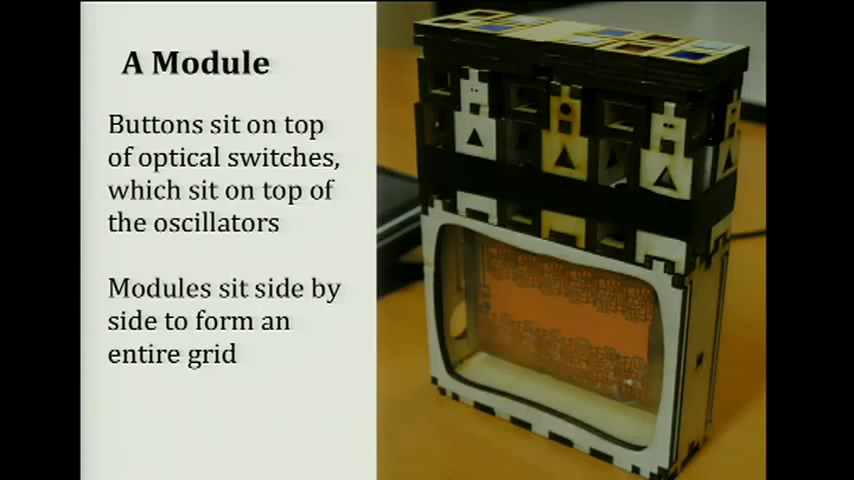 A Module
Buttons sit on top
of optical switches,
which sit on top of
the oscillators
Modules sit side by
side to form an
entire grid